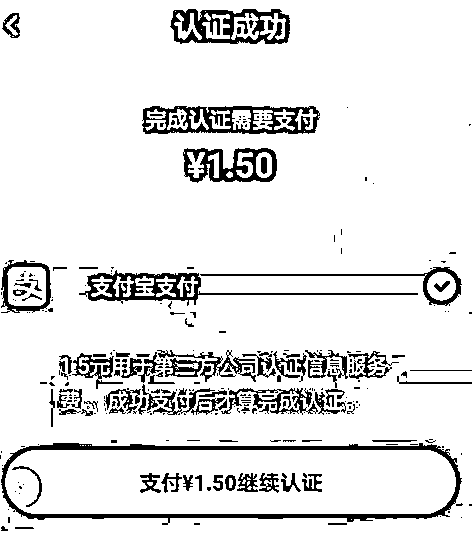 认证成功
完成认证需要支付
¥1.50
支 支付宝支付
1.5元用于第三方公司认证信息服务
费。成功支付后才算完成认证。
支付¥1.50继续认证